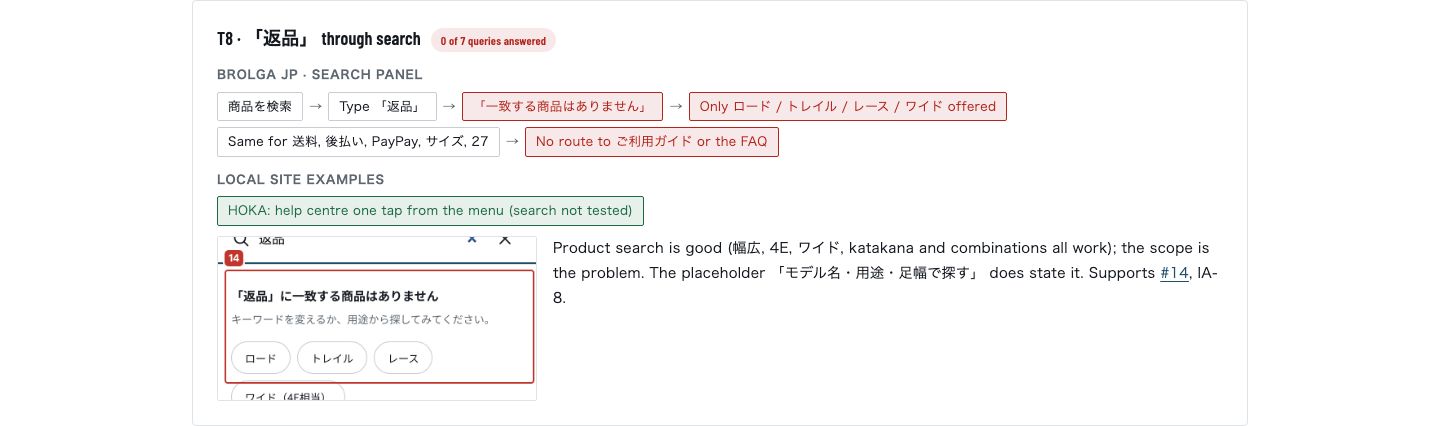 T8 · 「返品」 through search 0 of 7 queries answered
BROLGA JP · SEARCH PANEL
商品を検索 → Type 「返品」 → 「一致する商品はありません」 → Only ロード / トレイル / レース / ワイド offered
Same for 送料, 後払い, PayPay, サイズ, 27 → No route to ご利用ガイド or the FAQ
LOCAL SITE EXAMPLES
HOKA: help centre one tap from the menu (search not tested)
返品
14
「返品」に一致する商品はありません
キーワードを変えるか、用途から探してみてください。
ロード トレイル レース
ワイド（4E相当）
Product search is good (幅広, 4E, ワイド, katakana and combinations all work); the scope is
the problem. The placeholder 「モデル名・用途・足幅で探す」 does state it. Supports #14, IA-
8.